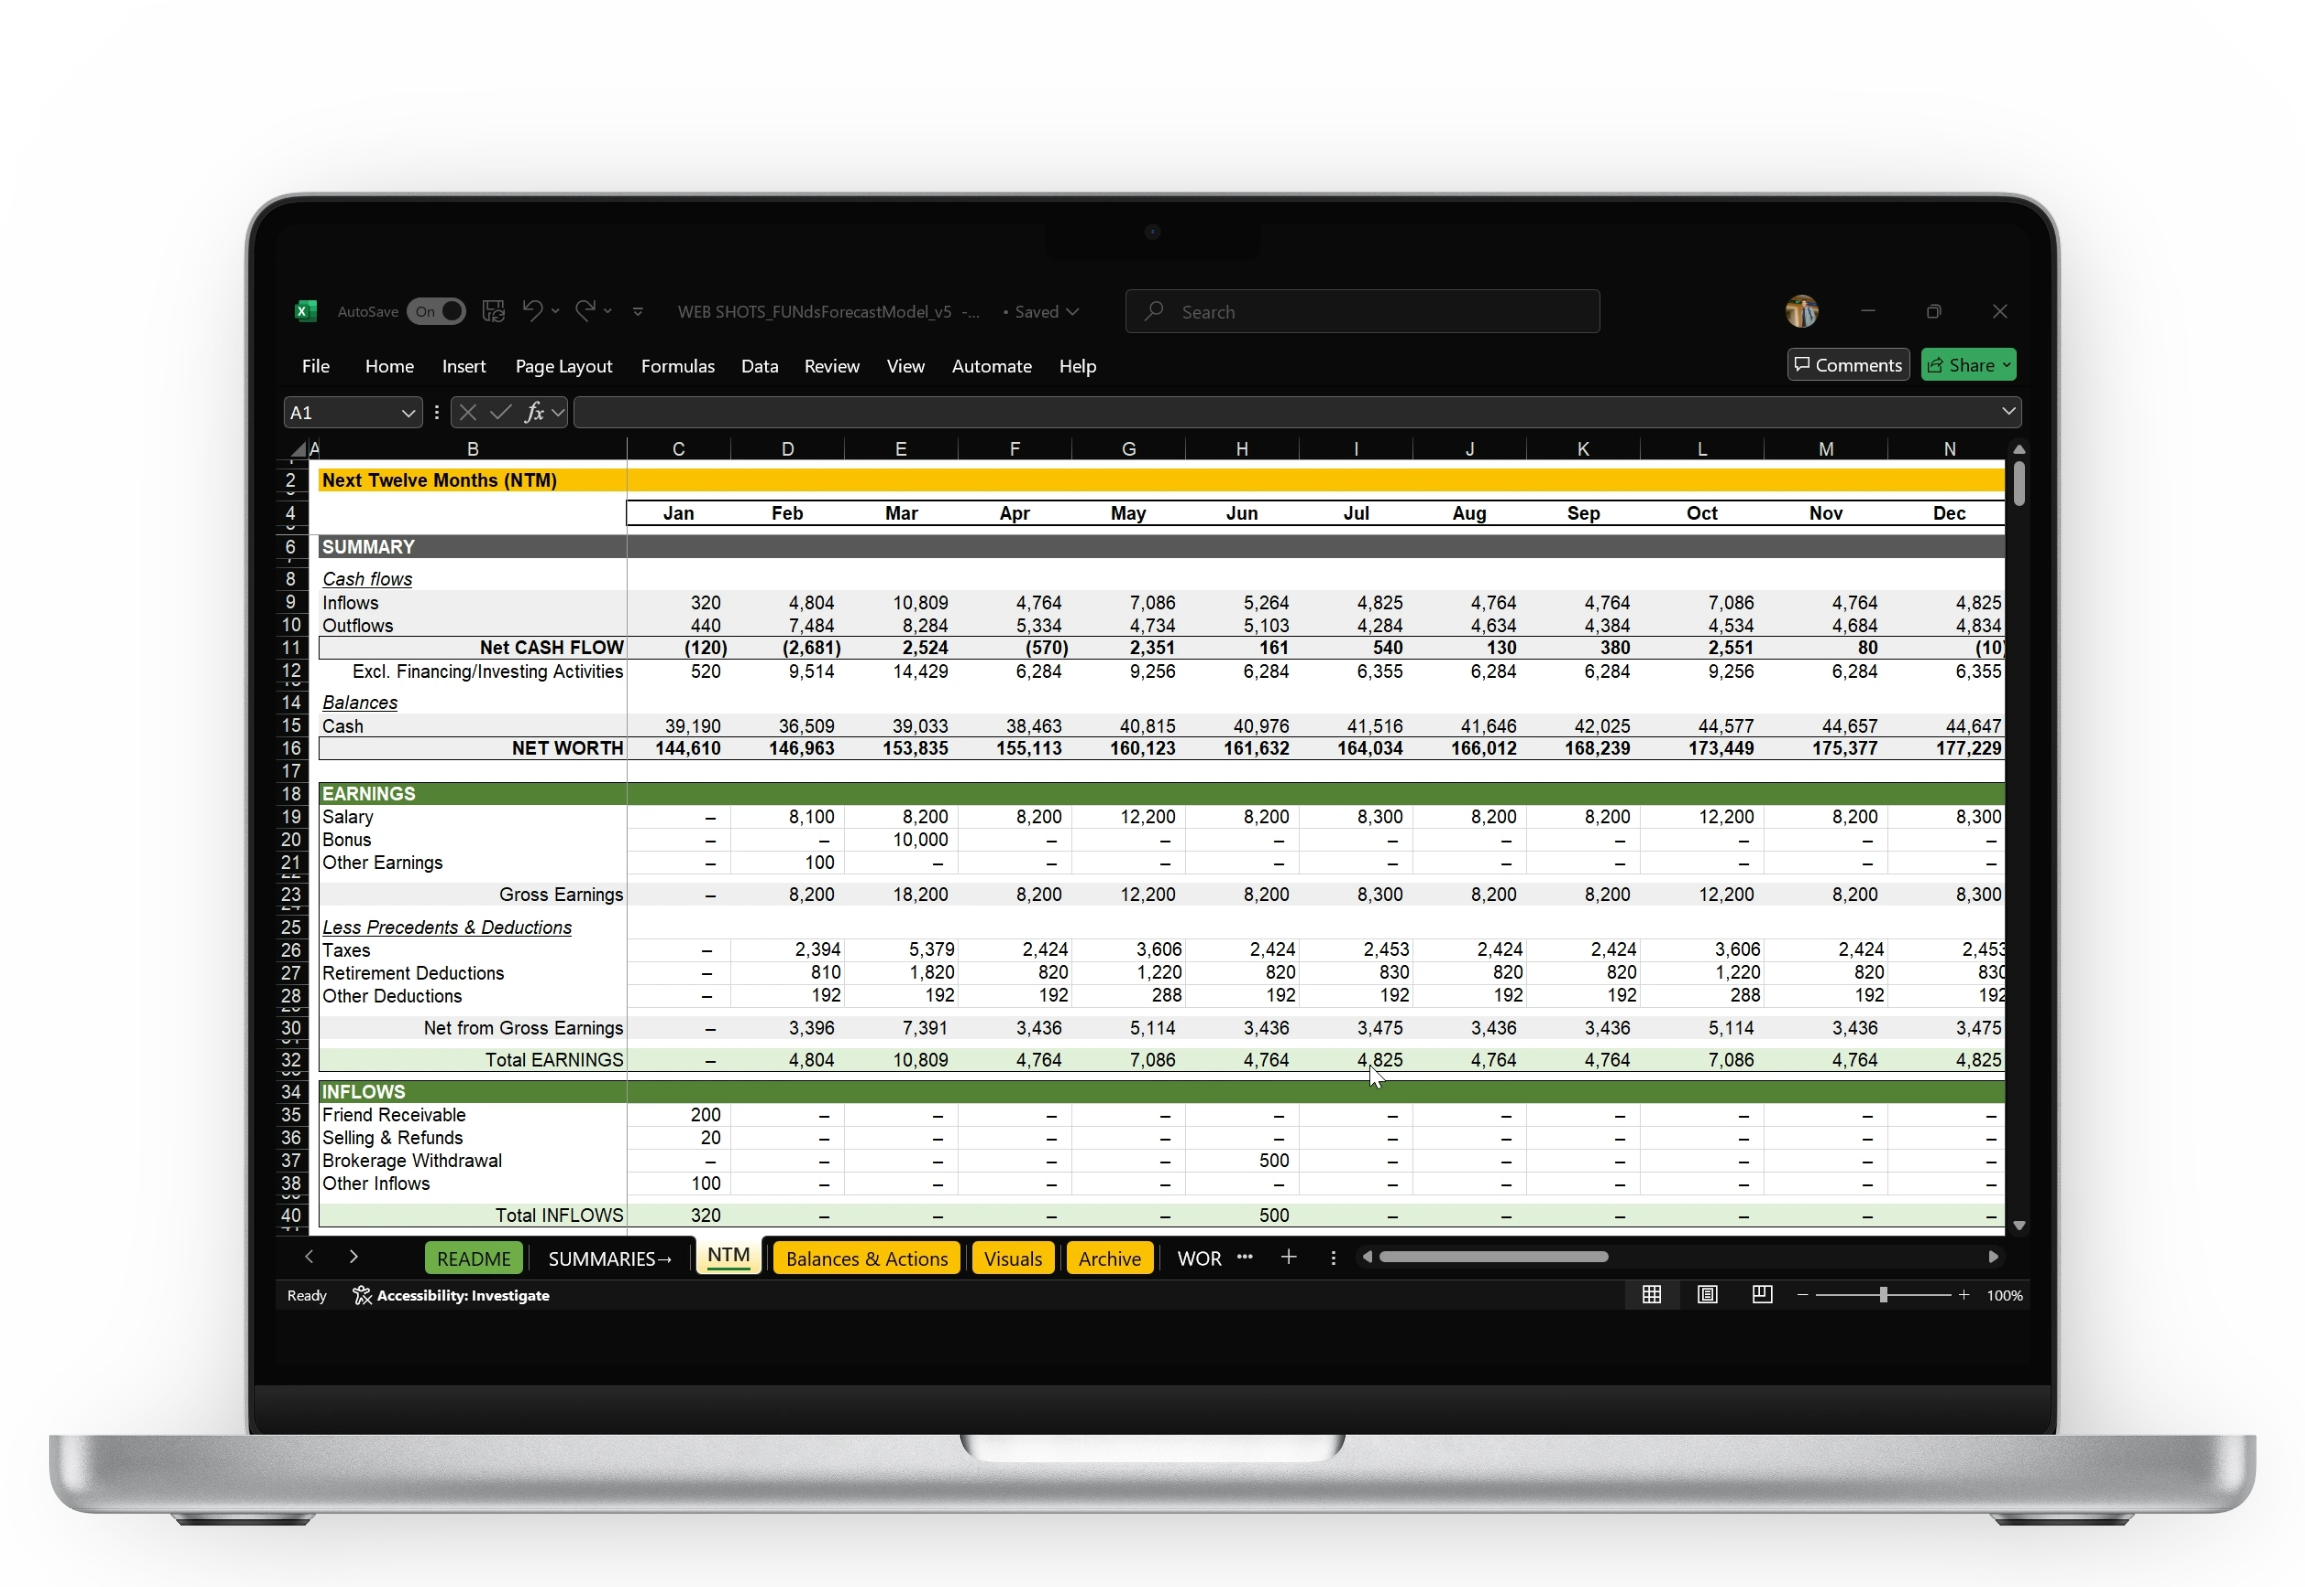 AutoSave On WEB SHOTS_FUNdsForecastModel_v5 -... • Saved Search
File Home Insert Page Layout Formulas Data Review View Automate Help Comments Share
A1 fx
A B C D E F G H I J K L M N
2 Next Twelve Months (NTM)
4 Jan Feb Mar Apr May Jun Jul Aug Sep Oct Nov Dec
6 SUMMARY
8 Cash flows
9 Inflows 320 4,804 10,809 4,764 7,086 5,264 4,825 4,764 4,764 7,086 4,764 4,825
10 Outflows 440 7,484 8,284 5,334 4,734 5,103 4,284 4,634 4,384 4,534 4,684 4,834
11 Net CASH FLOW (120) (2,681) 2,524 (570) 2,351 161 540 130 380 2,551 80 (10)
12 Excl. Financing/Investing Activities 520 9,514 14,429 6,284 9,256 6,284 6,355 6,284 6,284 9,256 6,284 6,355
14 Balances
15 Cash 39,190 36,509 39,033 38,463 40,815 40,976 41,516 41,646 42,025 44,577 44,657 44,647
16 NET WORTH 144,610 146,963 153,835 155,113 160,123 161,632 164,034 166,012 168,239 173,449 175,377 177,229
17
18 EARNINGS
19 Salary – 8,100 8,200 8,200 12,200 8,200 8,300 8,200 8,200 12,200 8,200 8,300
20 Bonus – – 10,000 – – – – – – – – –
21 Other Earnings – 100 – – – – – – – – – –
23 Gross Earnings – 8,200 18,200 8,200 12,200 8,200 8,300 8,200 8,200 12,200 8,200 8,300
25 Less Precedents & Deductions
26 Taxes – 2,394 5,379 2,424 3,606 2,424 2,453 2,424 2,424 3,606 2,424 2,453
27 Retirement Deductions – 810 1,820 820 1,220 820 830 820 820 1,220 820 830
28 Other Deductions – 192 192 192 288 192 192 192 192 288 192 192
30 Net from Gross Earnings – 3,396 7,391 3,436 5,114 3,436 3,475 3,436 3,436 5,114 3,436 3,475
32 Total EARNINGS – 4,804 10,809 4,764 7,086 4,764 4,825 4,764 4,764 7,086 4,764 4,825
34 INFLOWS
35 Friend Receivable 200 – – – – – – – – – – –
36 Selling & Refunds 20 – – – – – – – – – – –
37 Brokerage Withdrawal – – – – – 500 – – – – – –
38 Other Inflows 100 – – – – – – – – – – –
40 Total INFLOWS 320 – – – – 500 – – – – – –
README SUMMARIES→ NTM Balances & Actions Visuals Archive WOR ...
Ready Accessibility: Investigate 100%